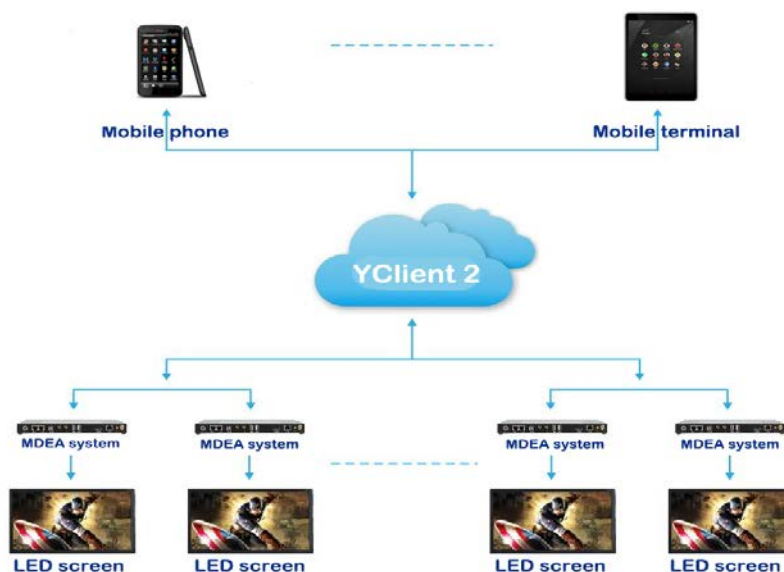 Mobile phone
Mobile terminal
YClient 2
MDEA system
MDEA system
MDEA system
MDEA system
LED screen
LED screen
LED screen
LED screen